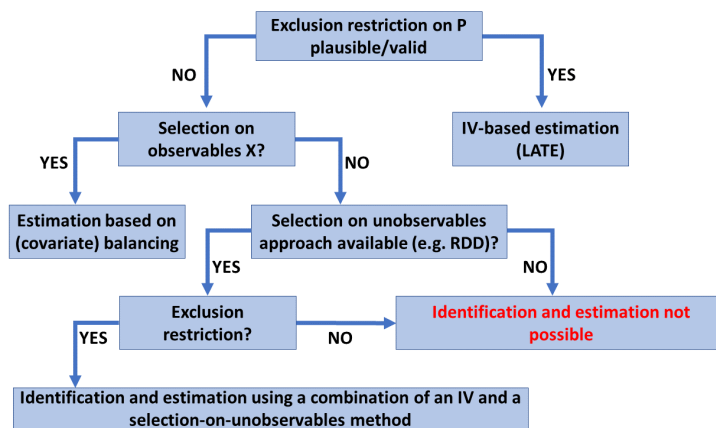 Exclusion restriction on P
plausible/valid
NO
YES
Selection on
observables X?
IV-based estimation
(LATE)
YES
NO
Estimation based on
(covariate) balancing
Selection on unobservables
approach available (e.g. RDD)?
YES
NO
Exclusion
restriction?
Identification and estimation not
possible
YES
NO
Identification and estimation using a combination of an IV and a
selection-on-unobservables method